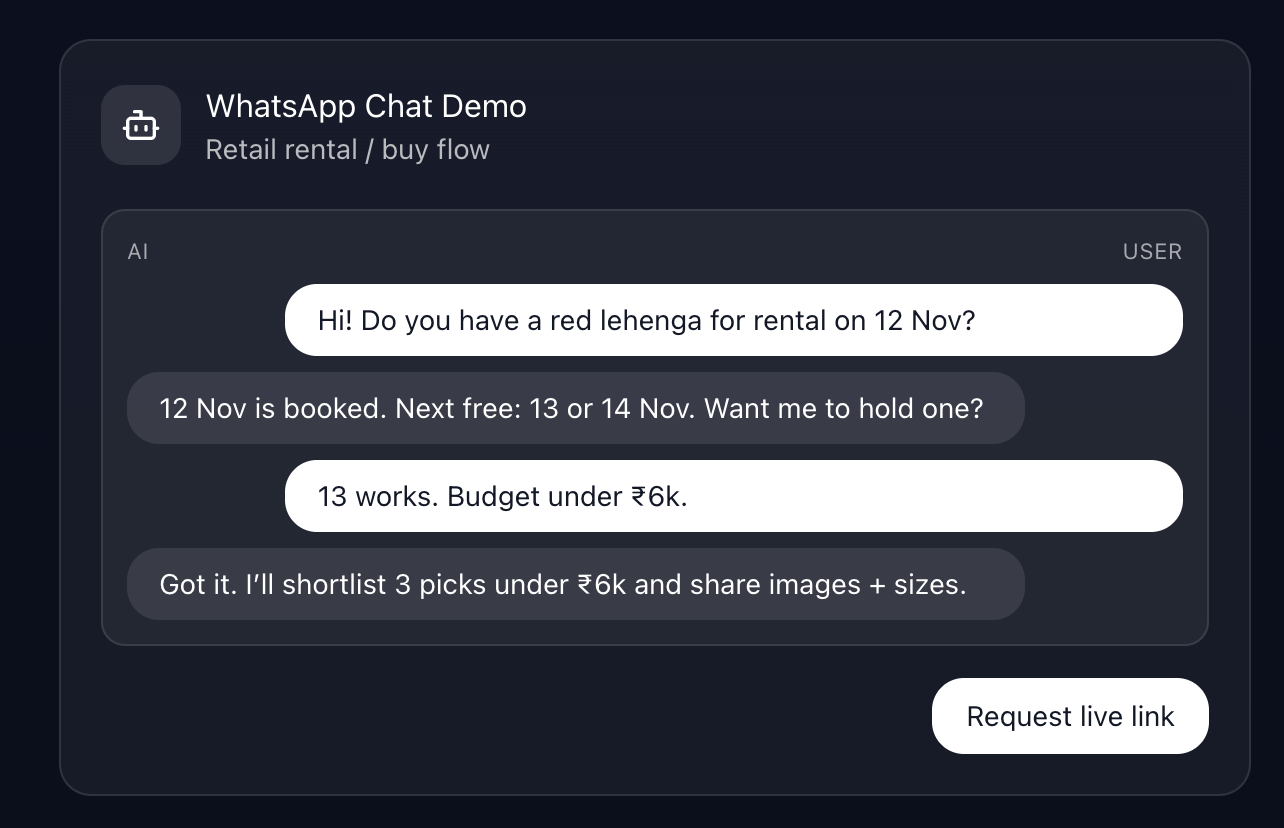 WhatsApp Chat Demo
Retail rental / buy flow
AI
USER
Hi! Do you have a red lehenga for rental on 12 Nov?
12 Nov is booked. Next free: 13 or 14 Nov. Want me to hold one?
13 works. Budget under ₹6k.
Got it. I’ll shortlist 3 picks under ₹6k and share images + sizes.
Request live link